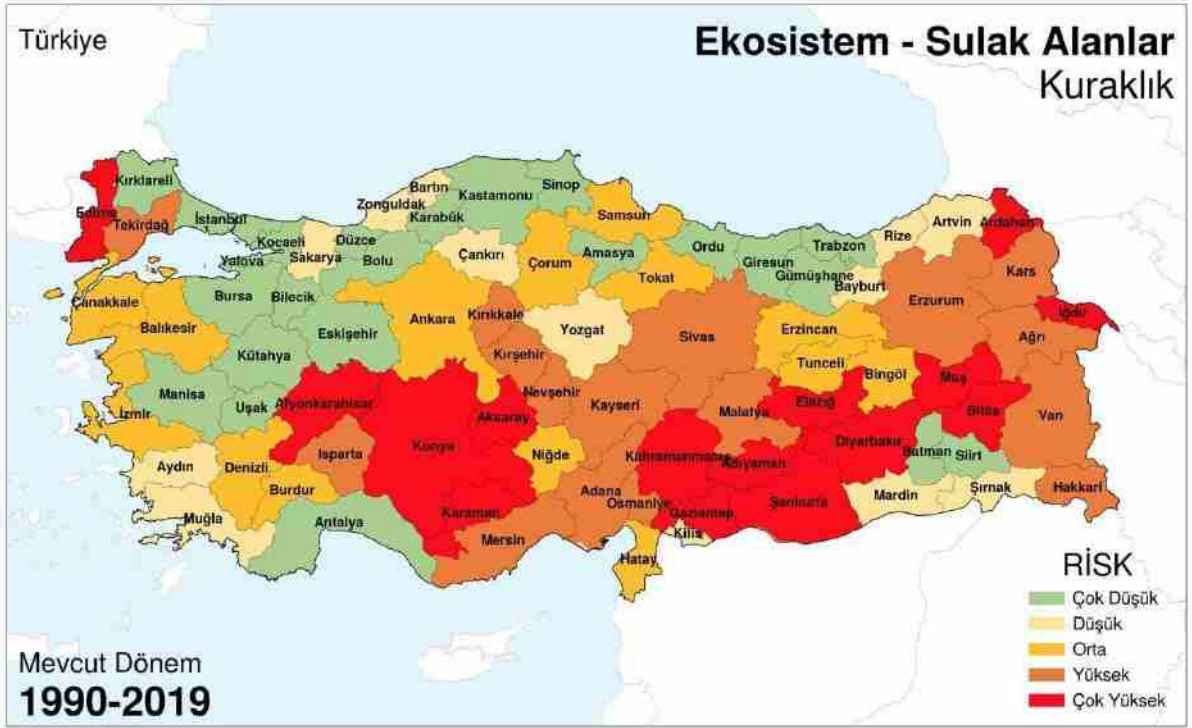 Türkiye
Ekosistem - Sulak Alanlar
Kuraklık
Kırklareli
Edirne
Tekirdağ
İstanbul
Kocaeli
Yalova
Sakarya
Düzce
Bolu
Zonguldak
Bartın
Karabük
Kastamonu
Sinop
Çankırı
Samsun
Amasya
Çorum
Tokat
Ordu
Giresun
Trabzon
Gümüşhane
Bayburt
Rize
Artvin
Ardahan
Kars
Iğdır
Ağrı
Erzurum
Çanakkale
Balıkesir
Bursa
Bilecik
Eskişehir
Kütahya
Ankara
Kırıkkale
Kırşehir
Yozgat
Sivas
Erzincan
Tunceli
Bingöl
Muş
Bitlis
Van
Manisa
Uşak
Afyonkarahisar
İzmir
Konya
Aksaray
Nevşehir
Kayseri
Malatya
Elazığ
Diyarbakır
Batman
Siirt
Aydın
Denizli
Isparta
Burdur
Niğde
Kahramanmaraş
Adıyaman
Muğla
Antalya
Karaman
Mersin
Adana
Osmaniye
Gaziantep
Şanlıurfa
Mardin
Şırnak
Hakkari
Kilis
Hatay
RİSK
Çok Düşük
Düşük
Orta
Yüksek
Çok Yüksek
Mevcut Dönem
1990-2019